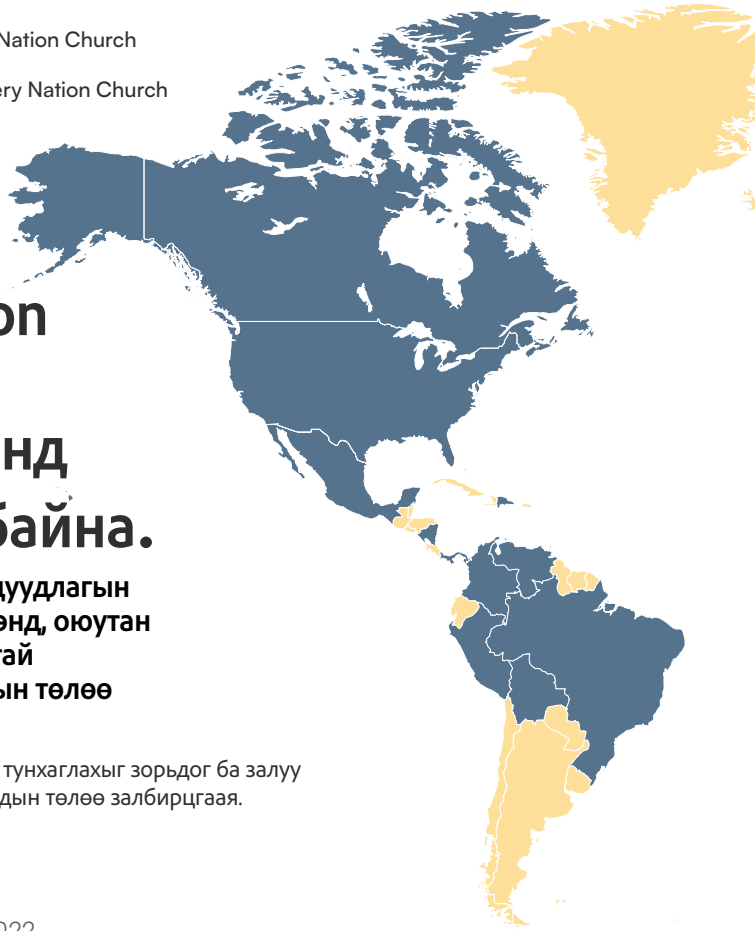 Nation Church
ery Nation Church
on
нд
байна.
дуудлагын
энд, оюутан
тай
ын төлөө
тунхаглахыг зорьдог ба залуу
дын төлөө залбирцгаая.